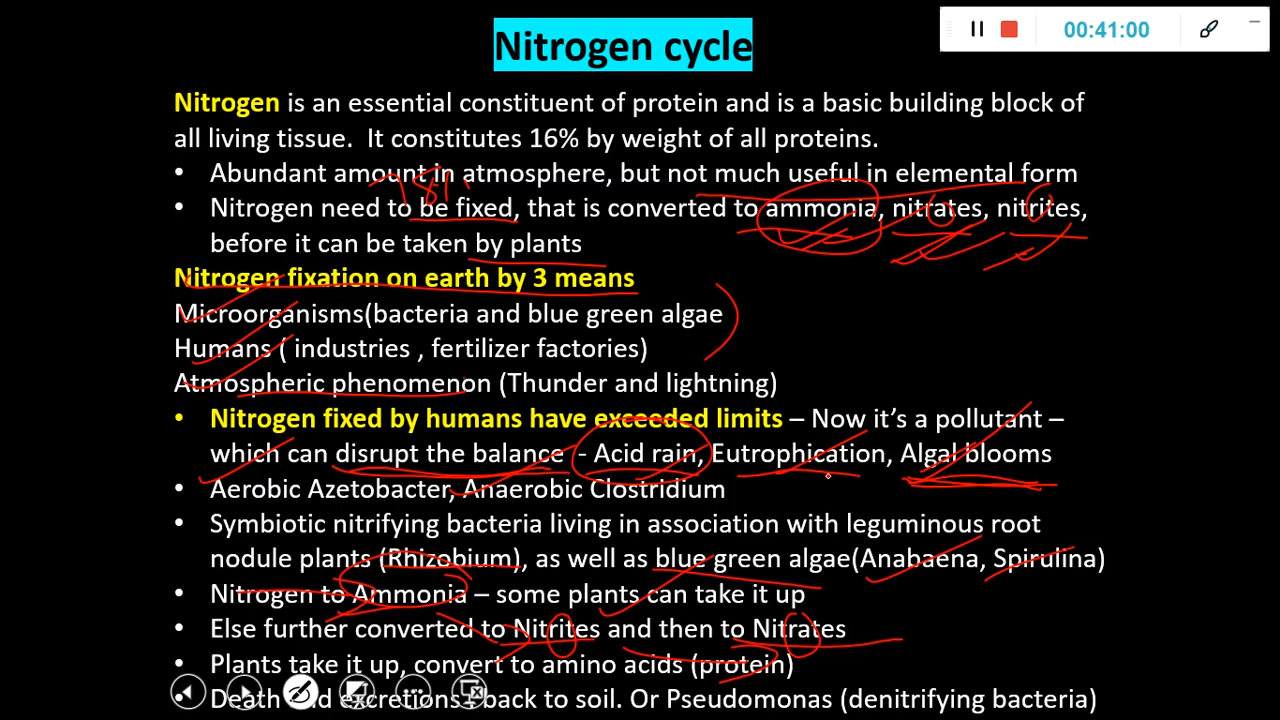 Nitrogen cycle
00:41:00
Nitrogen is an essential constituent of protein and is a basic building block of
all living tissue. It constitutes 16% by weight of all proteins.
• Abundant amount in atmosphere, but not much useful in elemental form
78%
• Nitrogen need to be fixed, that is converted to ammonia, nitrates, nitrites,
before it can be taken by plants
Nitrogen fixation on earth by 3 means
Microorganisms(bacteria and blue green algae
Humans ( industries , fertilizer factories)
Atmospheric phenomenon (Thunder and lightning)
• Nitrogen fixed by humans have exceeded limits – Now it’s a pollutant –
which can disrupt the balance - Acid rain, Eutrophication, Algal blooms
• Aerobic Azetobacter, Anaerobic Clostridium
• Symbiotic nitrifying bacteria living in association with leguminous root
nodule plants (Rhizobium), as well as blue green algae(Anabaena, Spirulina)
• Nitrogen to Ammonia – some plants can take it up
• Else further converted to Nitrites and then to Nitrates
• Plants take it up, convert to amino acids (protein)
• Death and excretions - back to soil. Or Pseudomonas (denitrifying bacteria)